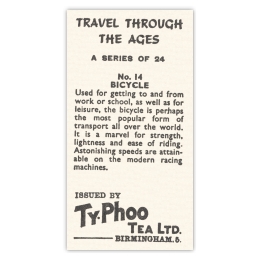 TRAVEL THROUGH
THE AGES
A SERIES OF 24
No. 14
BICYCLE
Used for getting to and from
work or school, as well as for
leisure, the bicycle is perhaps
the most popular form of
transport all over the world.
It is a marvel for strength,
lightness and ease of riding.
Astonishing speeds are attain-
able on the modern racing
machines.
ISSUED BY
TY·PHOO
TEA LTD.
BIRMINGHAM.5.